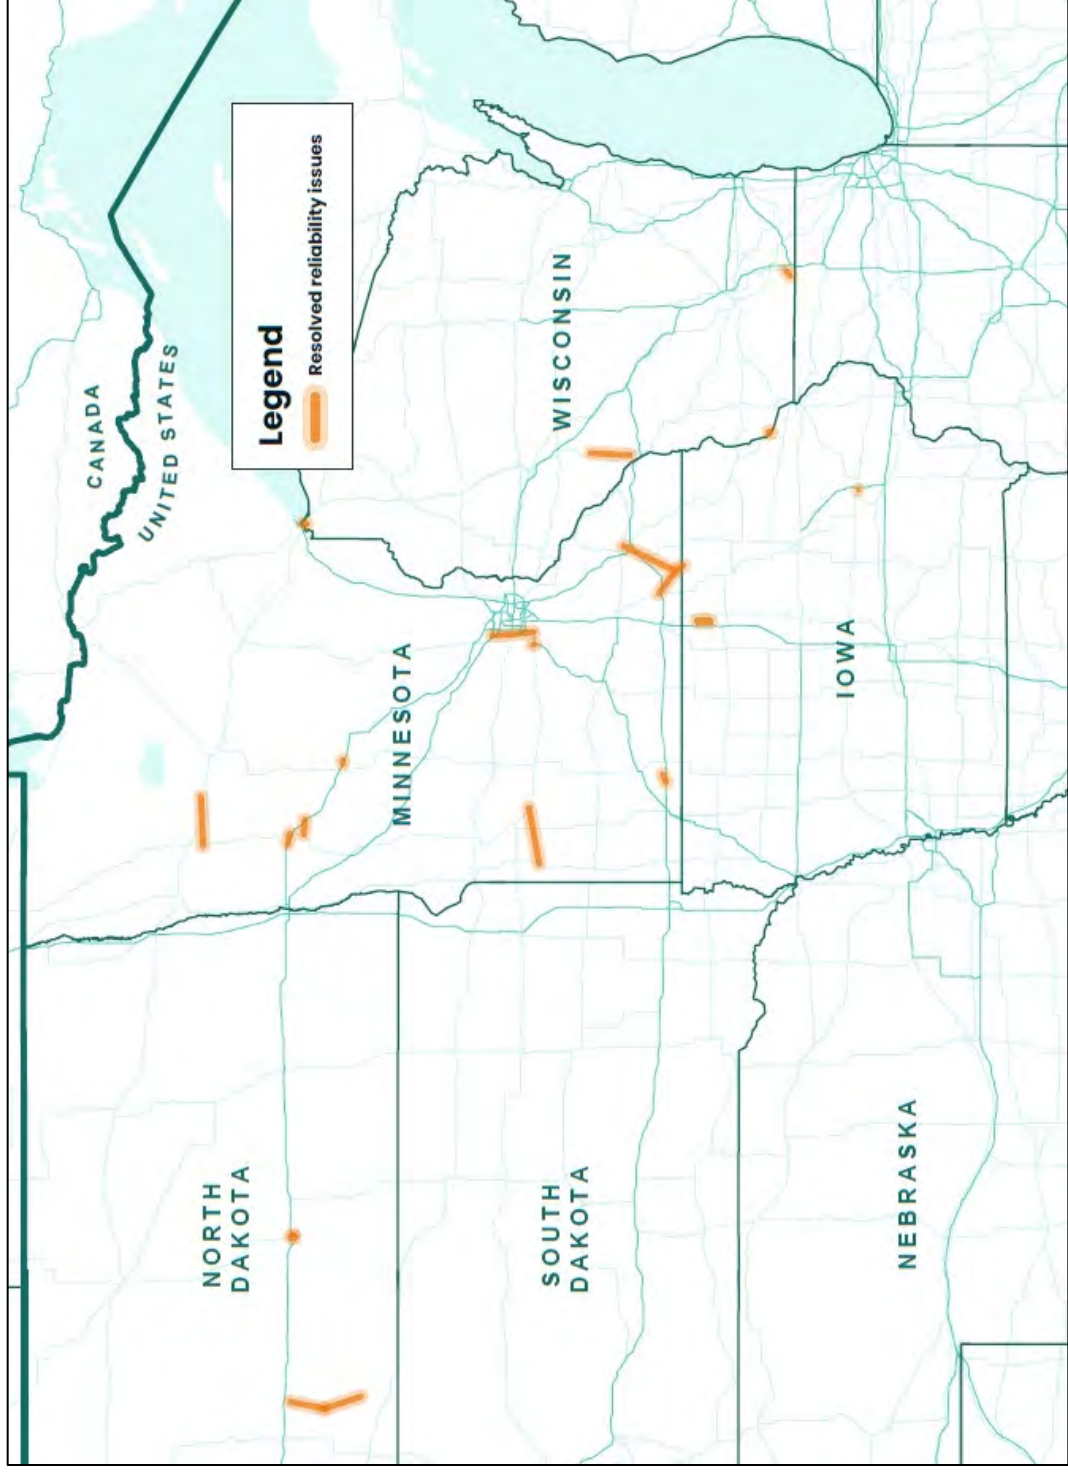 Legend
Resolved reliability issues
CANADA
UNITED STATES
NORTH
DAKOTA
MINNESOTA
SOUTH
DAKOTA
WISCONSIN
IOWA
NEBRASKA